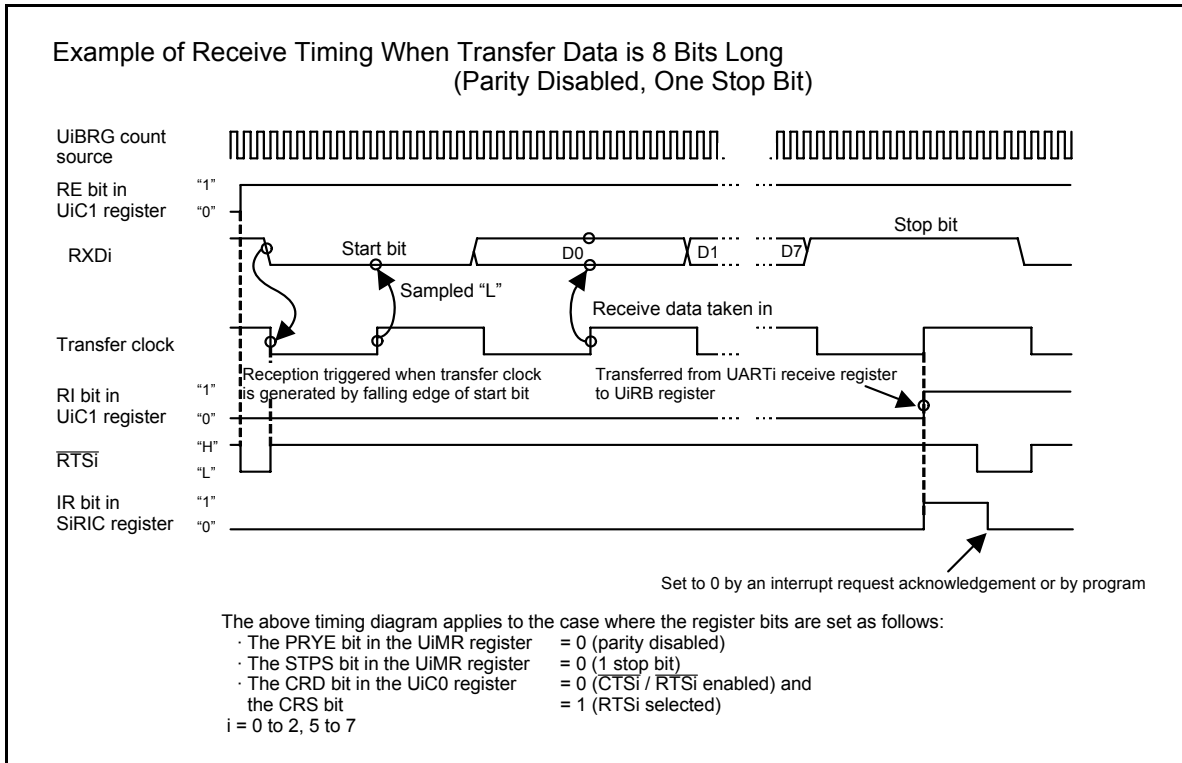 Example of Receive Timing When Transfer Data is 8 Bits Long
(Parity Disabled, One Stop Bit)
UiBRG count
source
RE bit in
UiC1 register
“1”
“0”
RXDi
Start bit
D0
D1
D7
Stop bit
Sampled “L”
Receive data taken in
Transfer clock
Reception triggered when transfer clock
is generated by falling edge of start bit
Transferred from UARTi receive register
to UiRB register
RI bit in
UiC1 register
“1”
“0”
RTSi
“H”
“L”
IR bit in
SiRIC register
“1”
“0”
Set to 0 by an interrupt request acknowledgement or by program
The above timing diagram applies to the case where the register bits are set as follows:
· The PRYE bit in the UiMR register = 0 (parity disabled)
· The STPS bit in the UiMR register = 0 (1 stop bit)
· The CRD bit in the UiC0 register = 0 (CTSi / RTSi enabled) and
the CRS bit = 1 (RTSi selected)
i = 0 to 2, 5 to 7